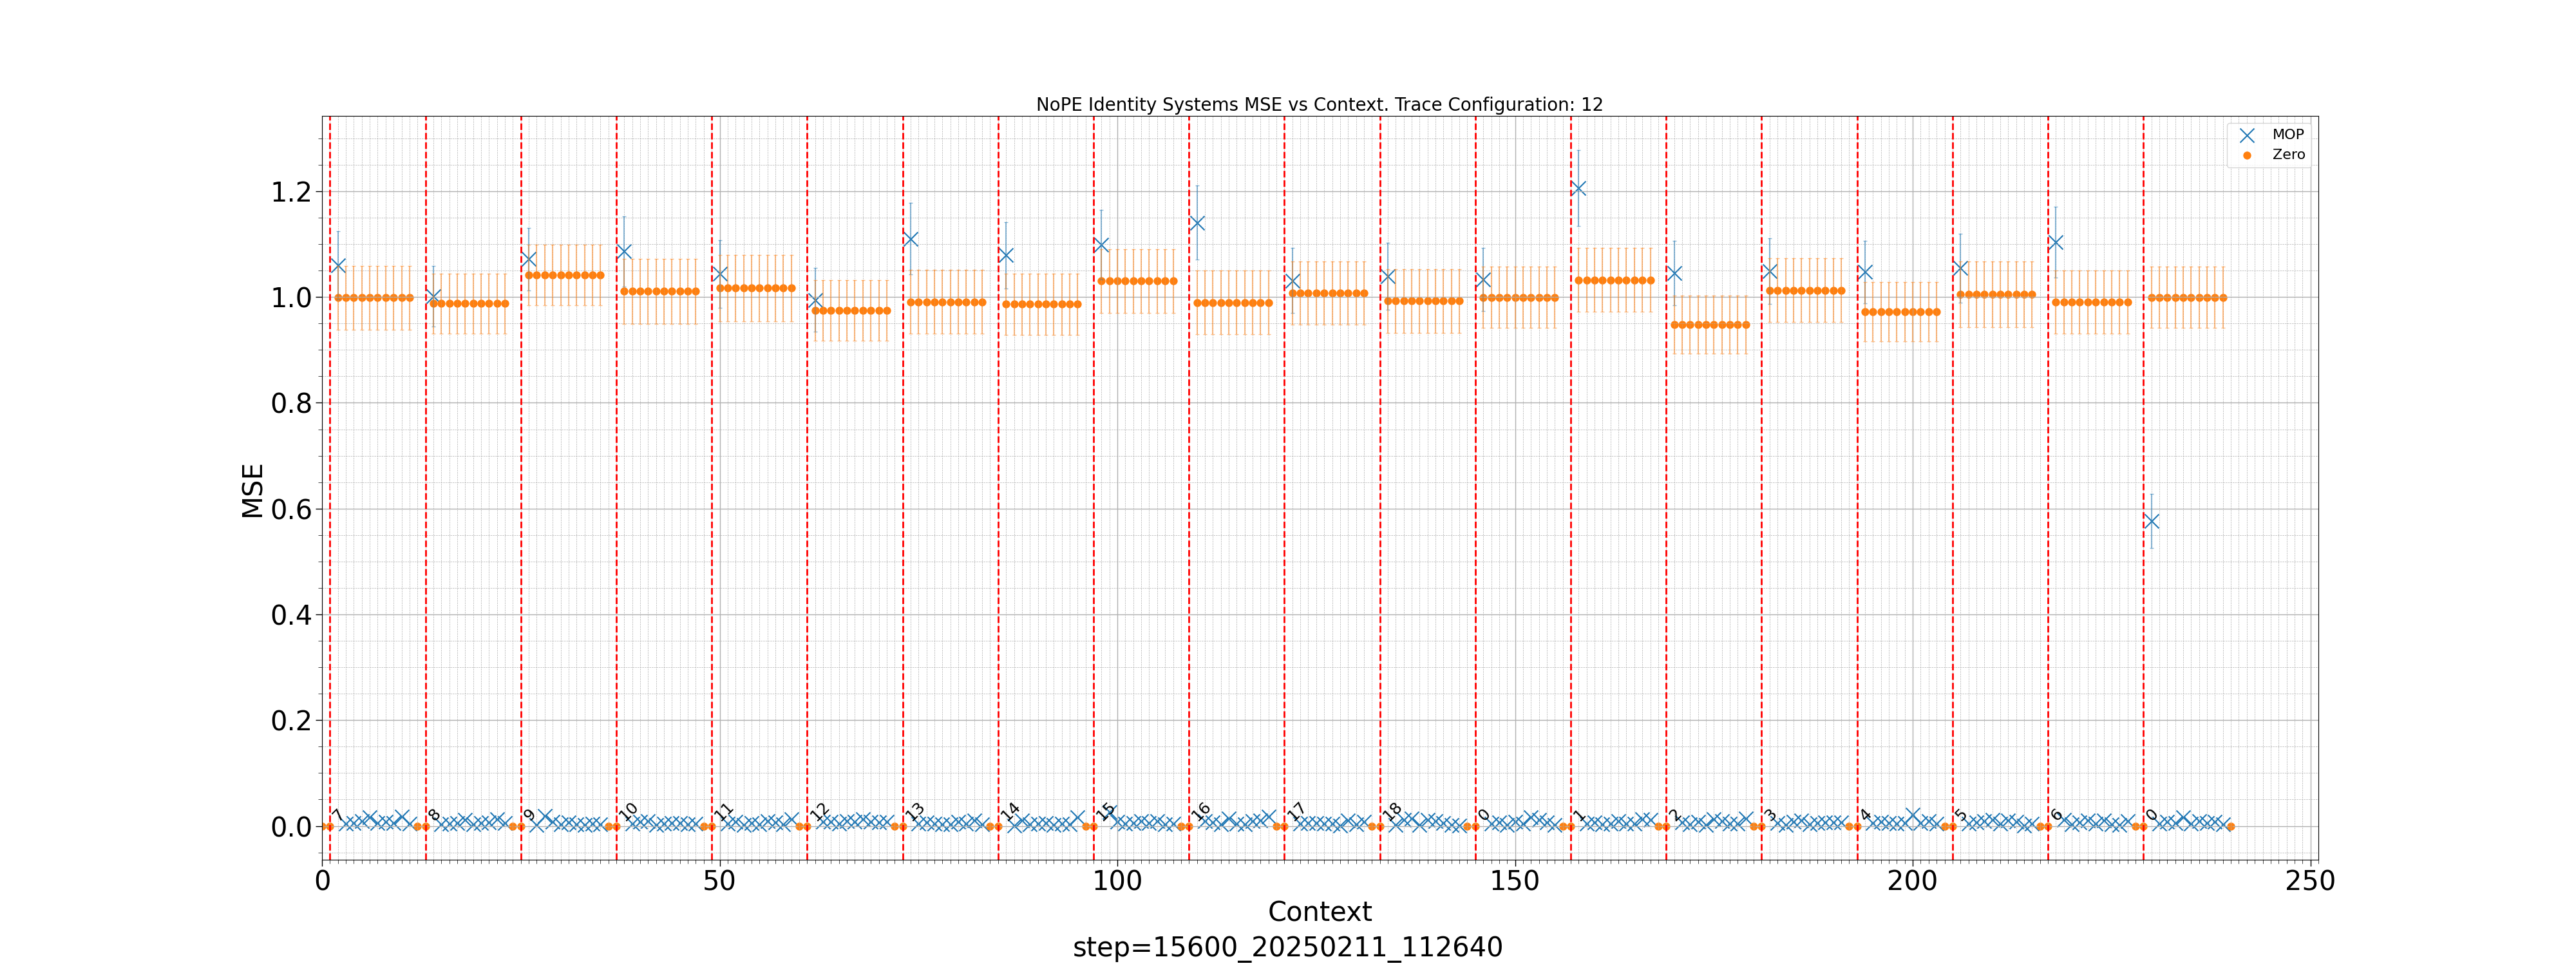 NoPE Identity Systems MSE vs Context. Trace Configuration: 12
MOP
Zero
1.2
1.0
0.8
0.6
0.4
0.2
0.0
MSE
7 8 9 10 11 12 13 14 15 16 17 18 0 1 2 3 4 5 6 0
0 50 100 150 200 250
Context
step=15600_20250211_112640